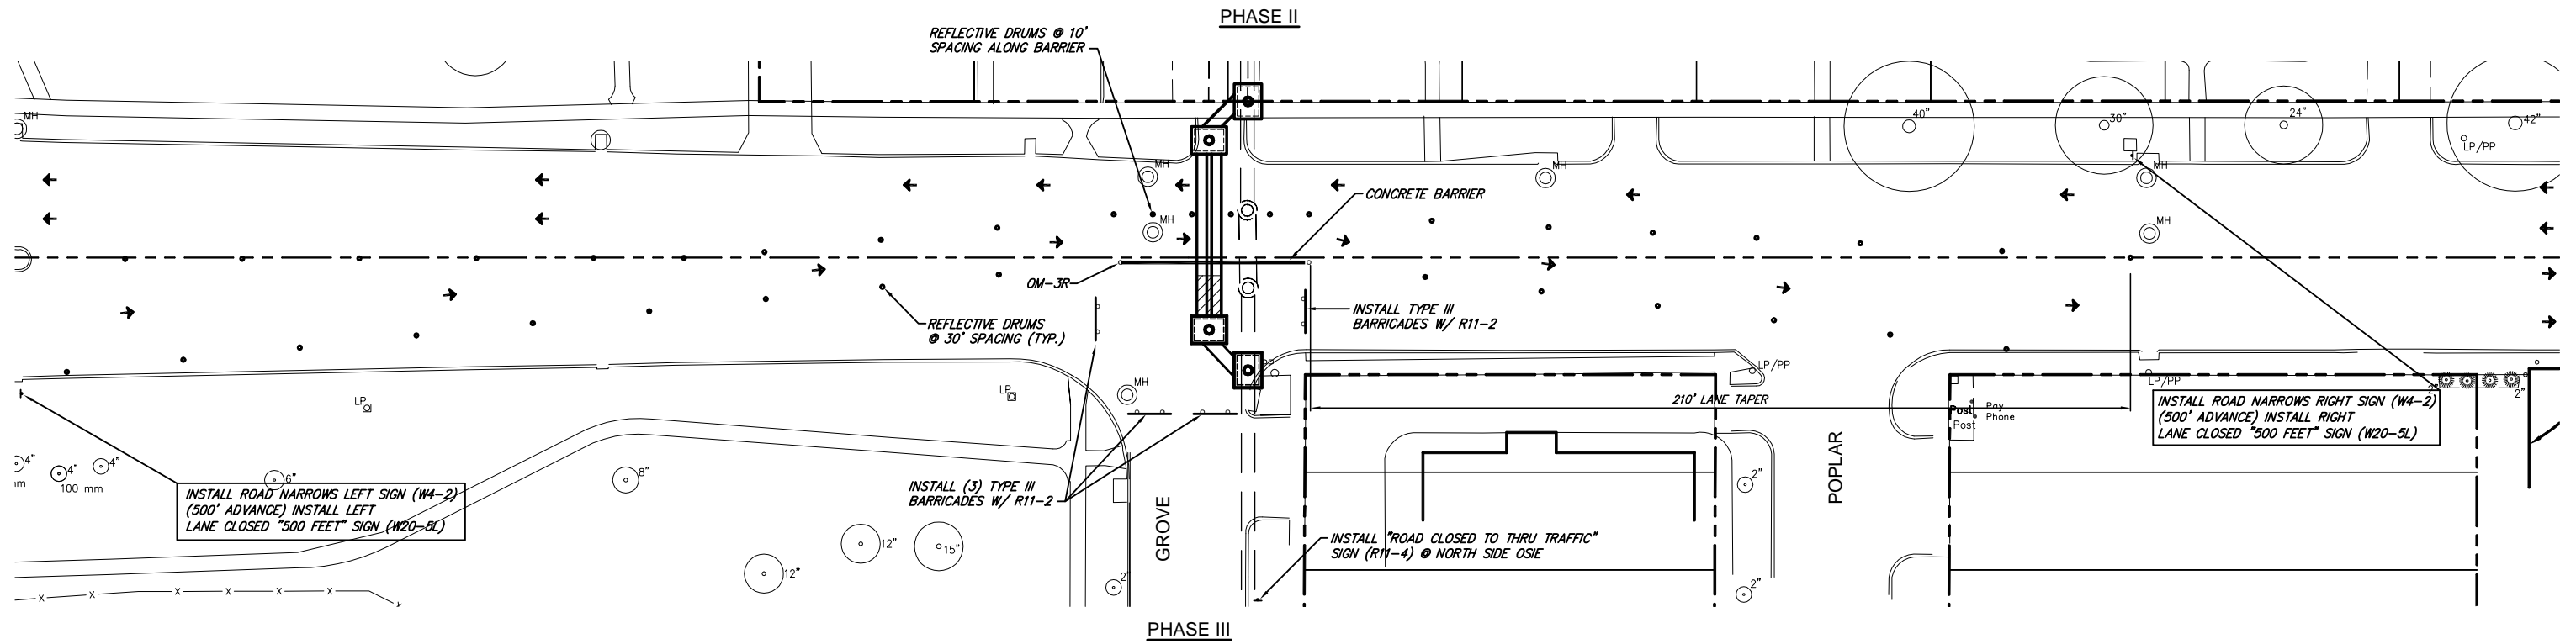 PHASE II
REFLECTIVE DRUMS @ 10'
SPACING ALONG BARRIER
MH
40"
30"
24"
42"
LP/PP
MH
MH
MH
CONCRETE BARRIER
MH
MH
OM-3R
REFLECTIVE DRUMS
@ 30' SPACING (TYP.)
INSTALL TYPE III
BARRICADES W/ R11-2
PP
LP/PP
LP/PP
LP
LP
MH
210' LANE TAPER
2"
2"
Post
Post
Pay
Phone
INSTALL ROAD NARROWS RIGHT SIGN (W4-2)
(500' ADVANCE) INSTALL RIGHT
LANE CLOSED "500 FEET" SIGN (W20-5L)
4"
4"
4"
mm
100 mm
6"
8"
INSTALL ROAD NARROWS LEFT SIGN (W4-2)
(500' ADVANCE) INSTALL LEFT
LANE CLOSED "500 FEET" SIGN (W20-5L)
INSTALL (3) TYPE III
BARRICADES W/ R11-2
GROVE
POPLAR
2"
12"
15"
12"
2"
2"
INSTALL "ROAD CLOSED TO THRU TRAFFIC"
SIGN (R11-4) @ NORTH SIDE OSIE
X X X X X X
PHASE III